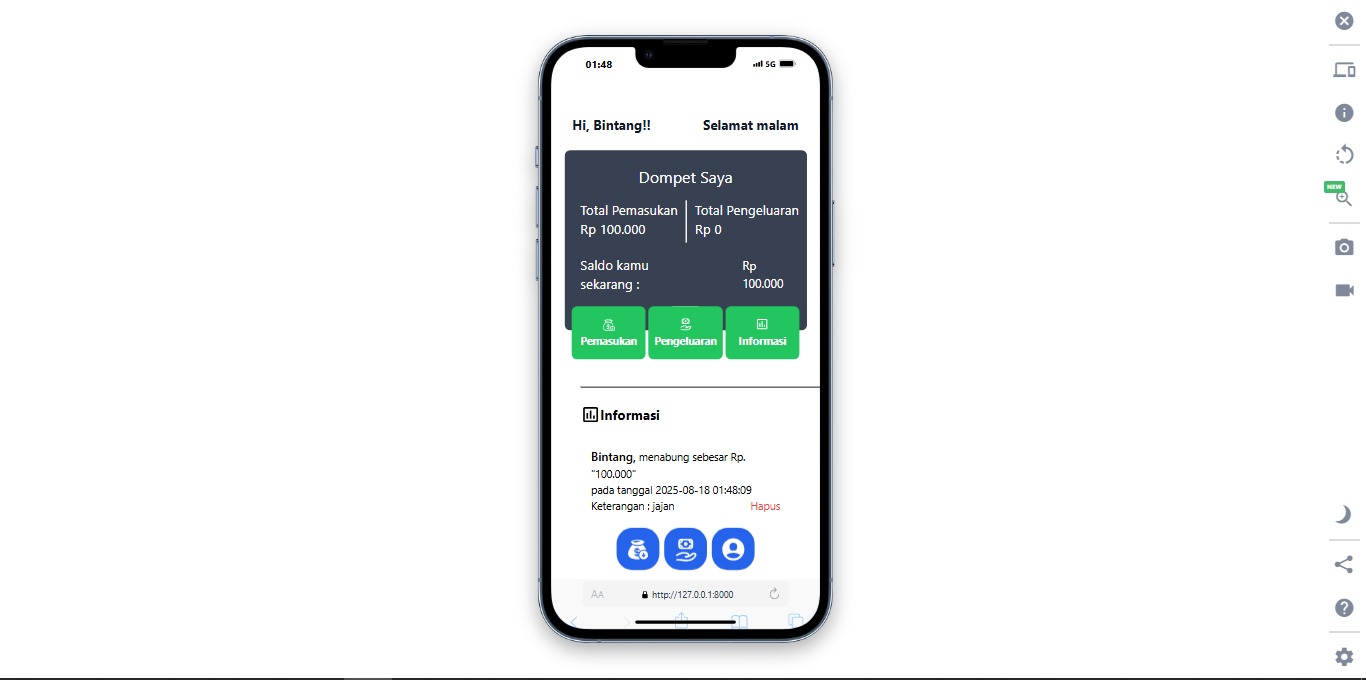 01:48
5G
Hi, Bintang!!
Selamat malam
Dompet Saya
Total Pemasukan
Rp 100.000
Total Pengeluaran
Rp 0
Saldo kamu
sekarang :
Rp
100.000
Pemasukan
Pengeluaran
Informasi
Informasi
Bintang, menabung sebesar Rp.
"100.000"
pada tanggal 2025-08-18 01:48:09
Keterangan : jajan
Hapus
AA
http://127.0.0.1:8000
NEW